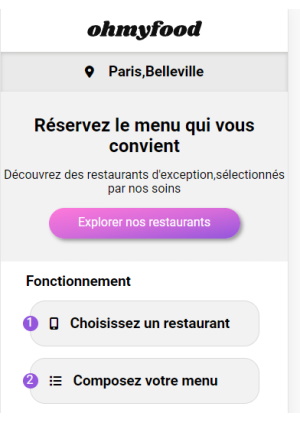 ohmyfood
Paris,Belleville
Réservez le menu qui vous
convient
Découvrez des restaurants d'exception,sélectionnés
par nos soins
Explorer nos restaurants
Fonctionnement
1 Choisissez un restaurant
2 Composez votre menu